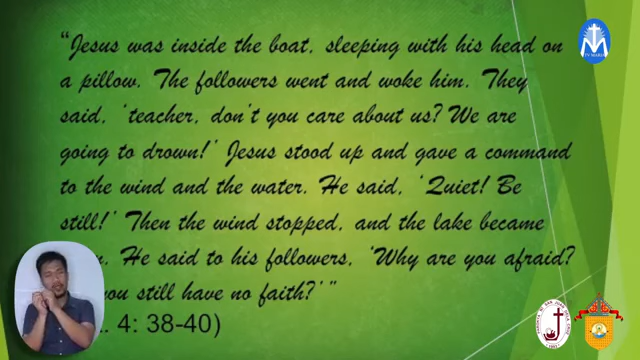 “Jesus was inside the boat, sleeping with his head on
a pillow. The followers went and woke him. They
said, ‘teacher, don't you care about us? We are
going to drown!’ Jesus stood up and gave a command
to the wind and the water. He said, ‘Quiet! Be
still!’ Then the wind stopped, and the lake became
He said to his followers, ‘Why are you afraid?
you still have no faith?’”
4: 38-40)
TV MARIA